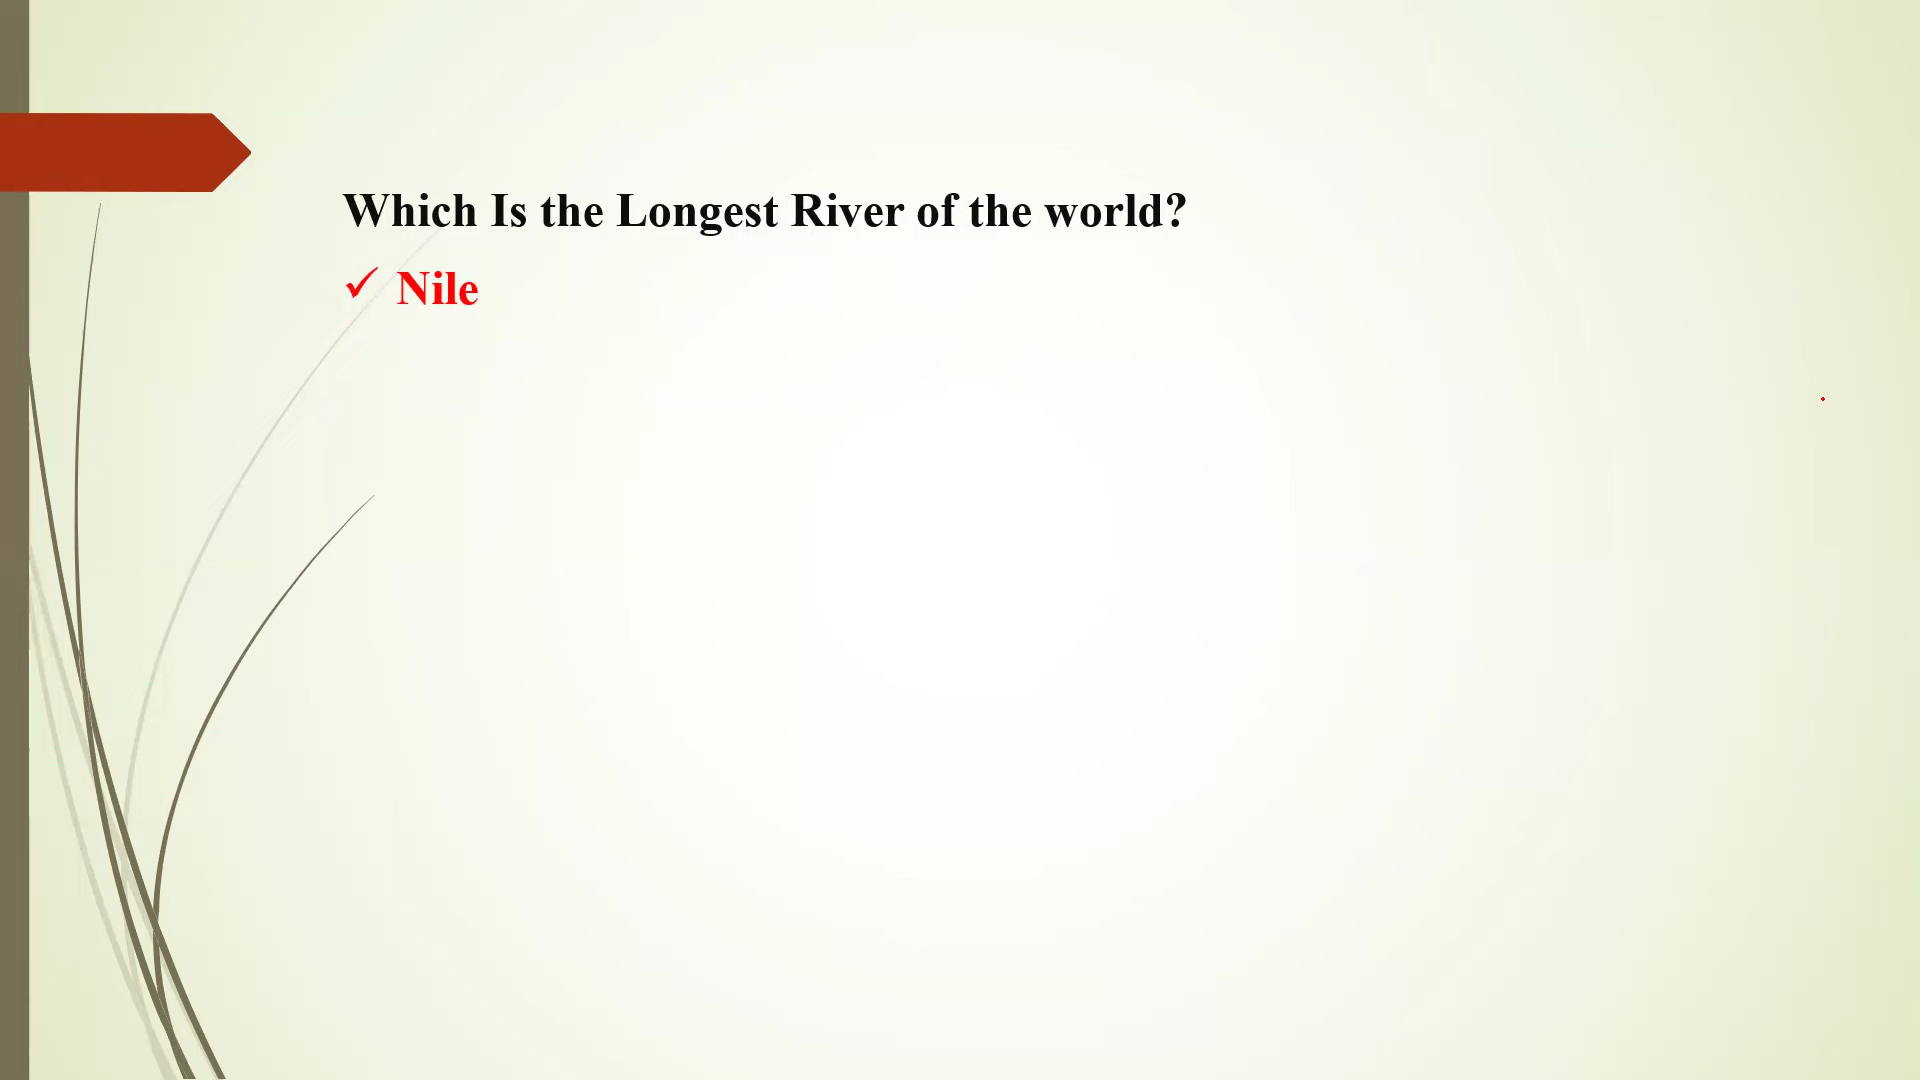 Which Is the Longest River of the world?
✓ Nile